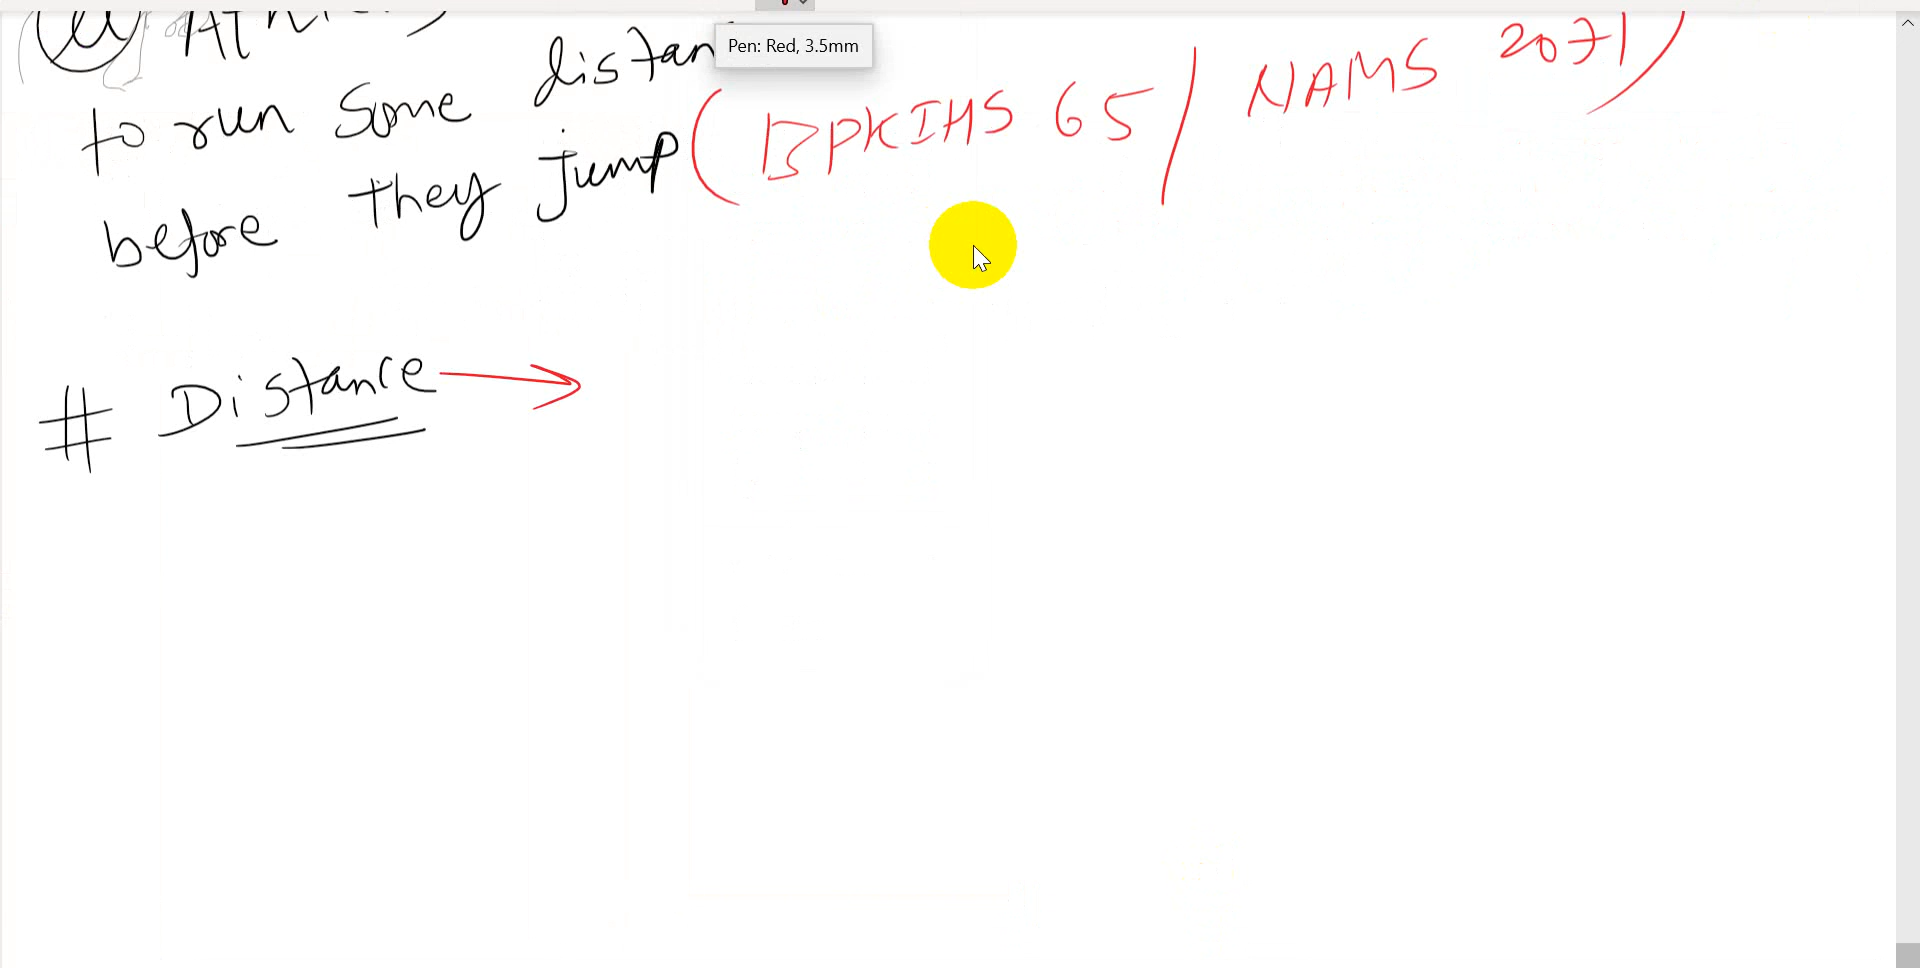 distan
Pen: Red, 3.5mm
to run some
before they jump (BPKIHS 65 / NAMS 2071)
# Distance →